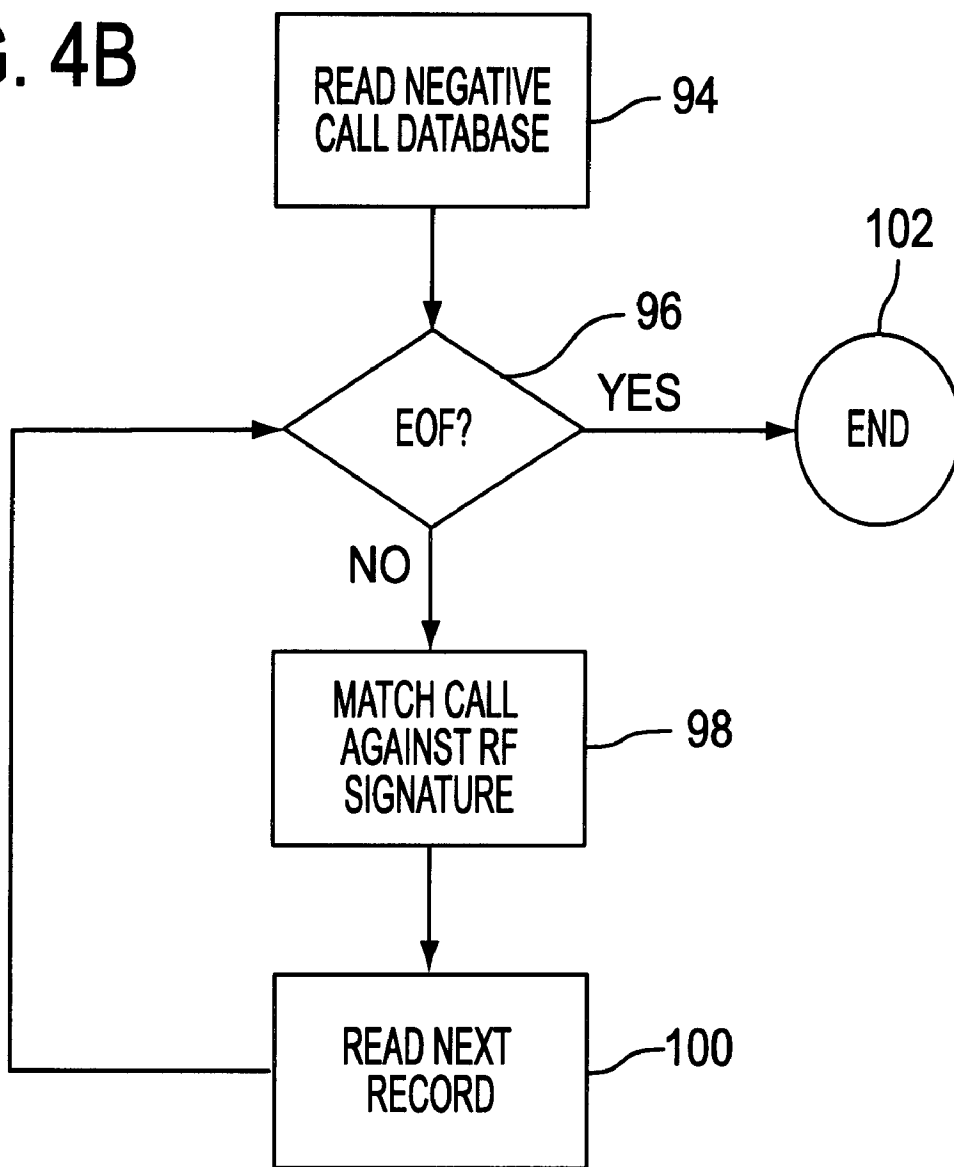 G. 4B
READ NEGATIVE
CALL DATABASE
94
102
96
YES
EOF?
END
NO
MATCH CALL
AGAINST RF
SIGNATURE
98
READ NEXT
RECORD
100